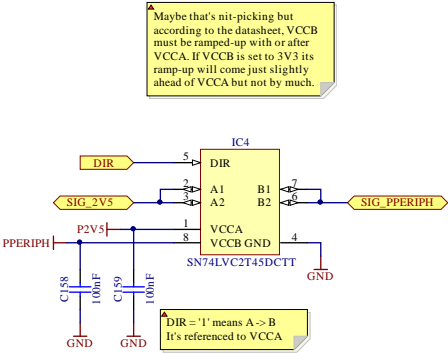 Maybe that's nit-picking but
according to the datasheet, VCCB
must be ramped-up with or after
VCCA. If VCCB is set to 3V3 its
ramp-up will come just slightly
ahead of VCCA but not by much.
IC4
DIR
5
DIR
SIG_2V5
2
A1
B1
7
3
A2
B2
6
SIG_PPERIPH
P2V5
1
VCCA
PPERIPH
8
VCCB GND
4
SN74LVC2T45DCTT
GND
C158
100nF
C159
100nF
GND
GND
DIR = '1' means A -> B
It's referenced to VCCA